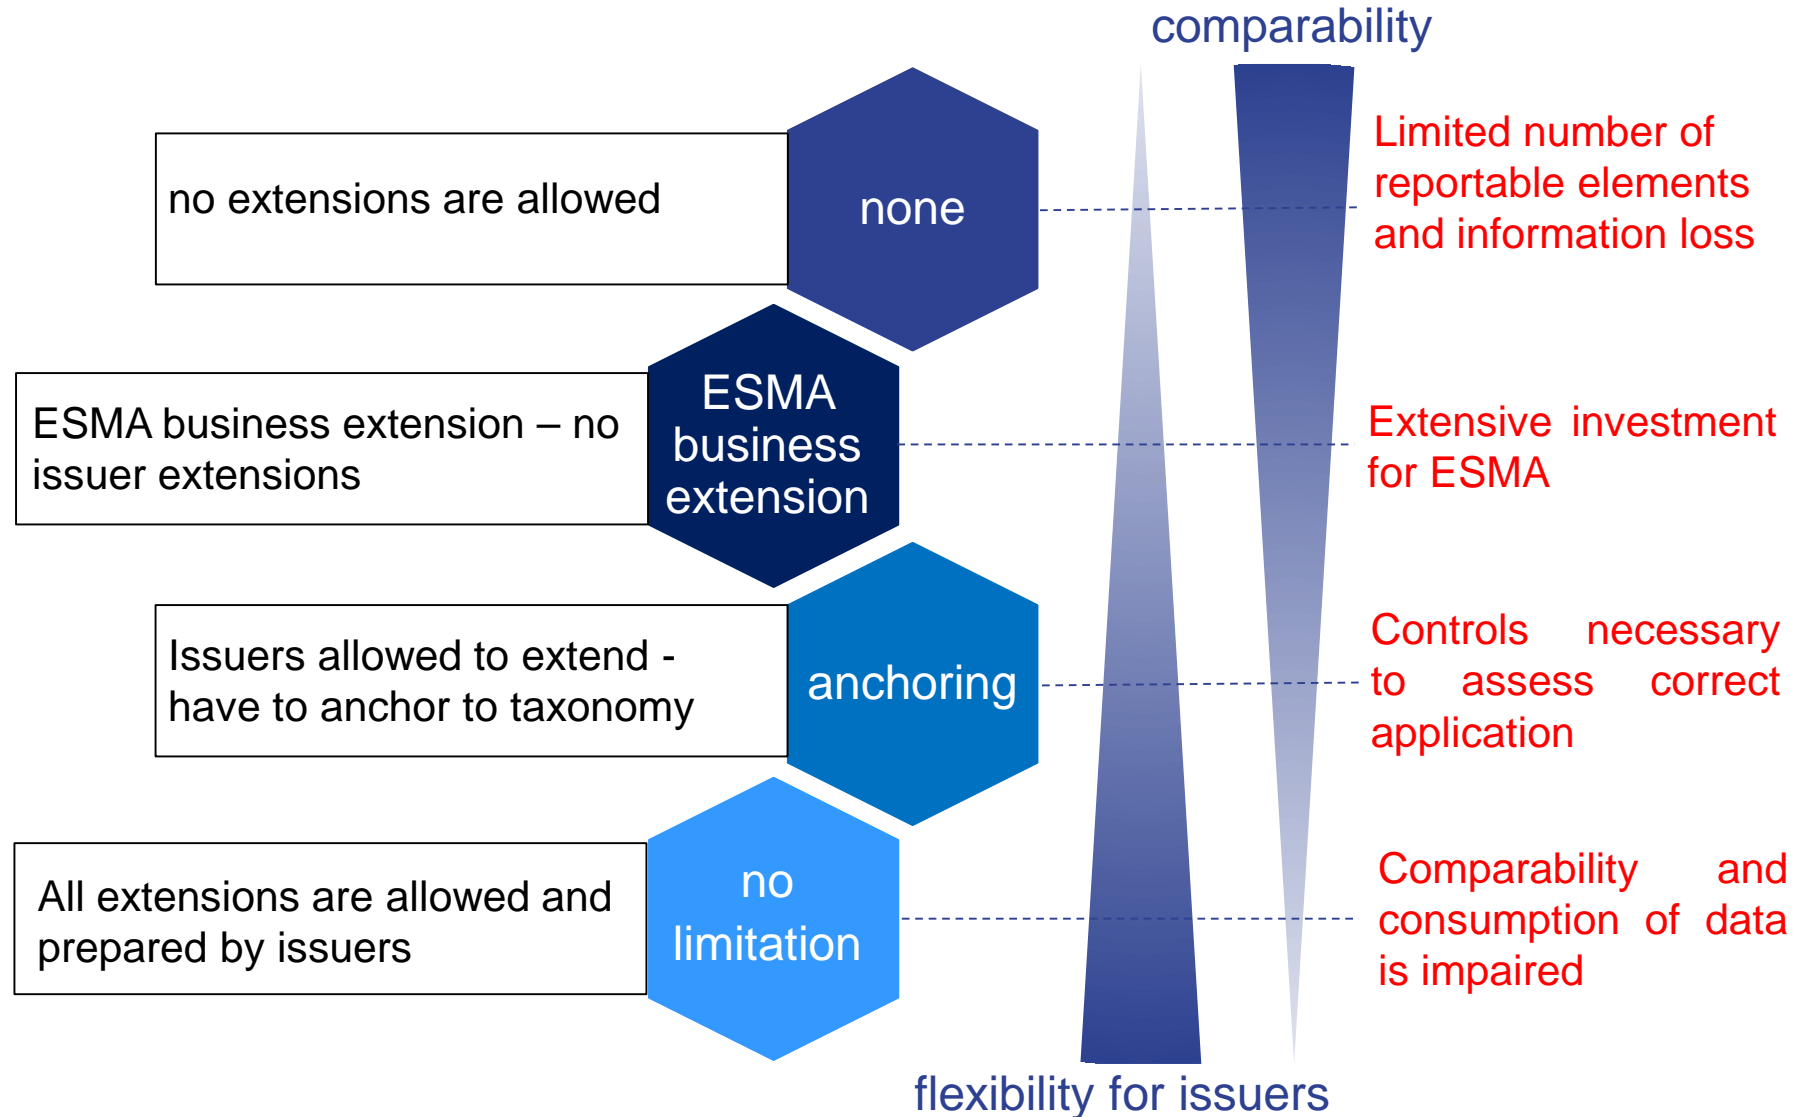 comparability
no extensions are allowed
none
Limited number of
reportable elements
and information loss
ESMA business extension – no
issuer extensions
ESMA
business
extension
Extensive investment
for ESMA
Issuers allowed to extend -
have to anchor to taxonomy
anchoring
Controls necessary
to assess correct
application
All extensions are allowed and
prepared by issuers
no
limitation
Comparability and
consumption of data
is impaired
flexibility for issuers